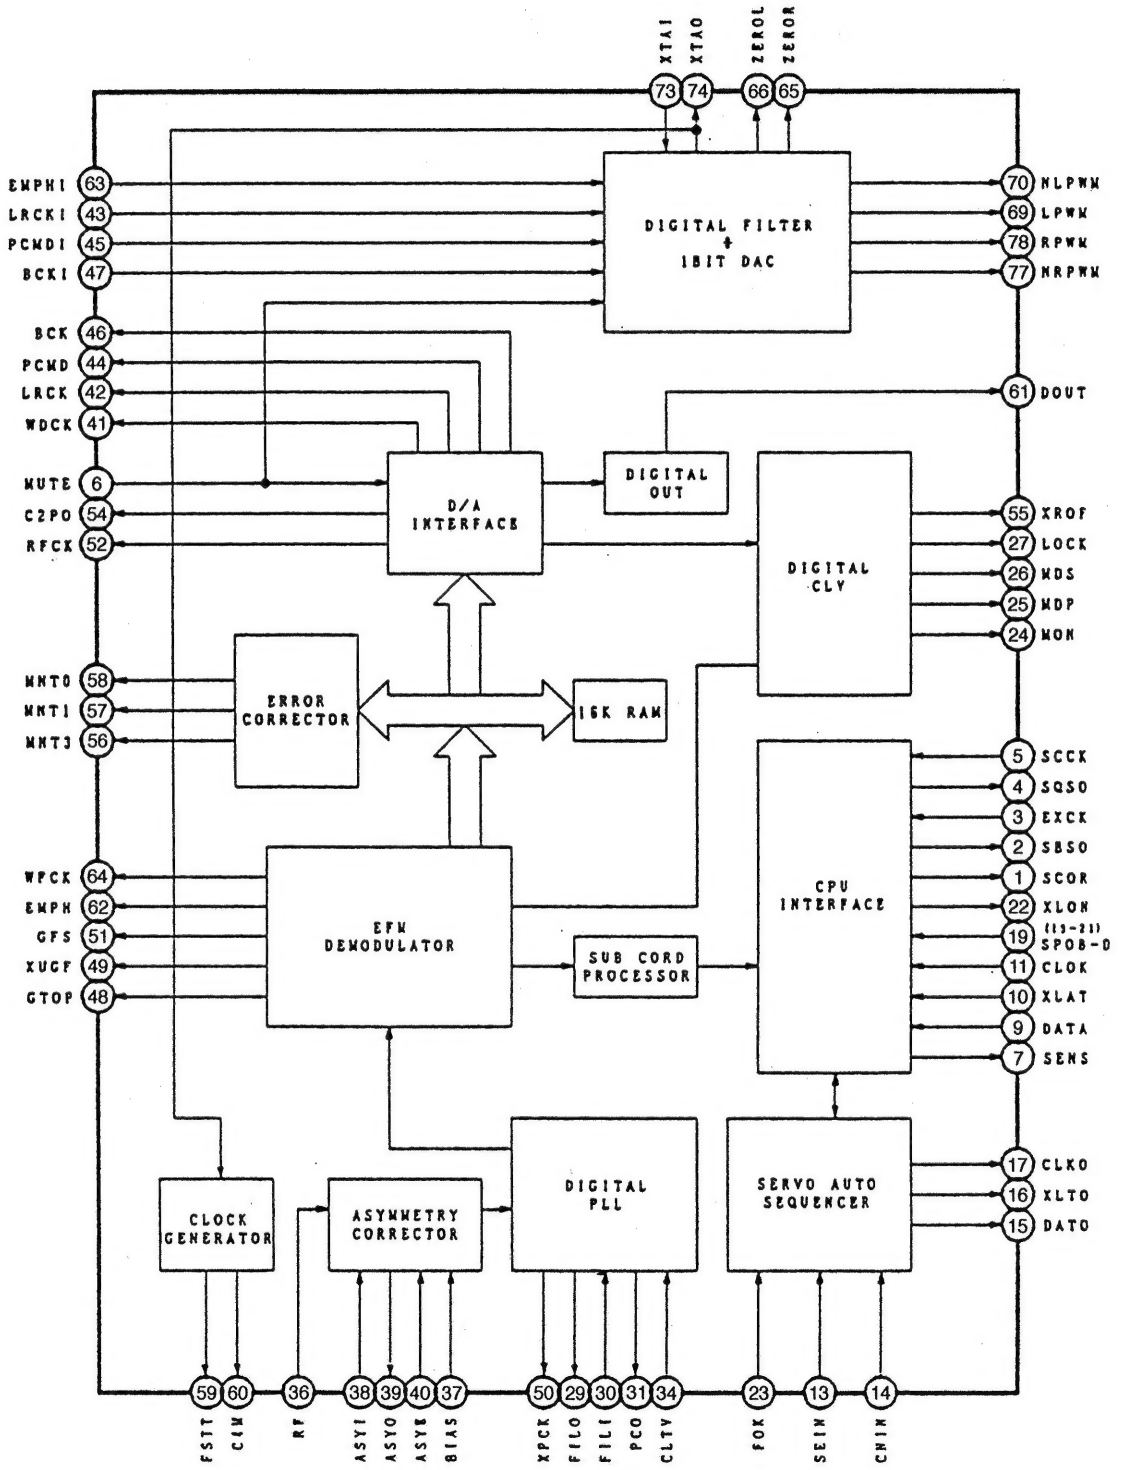 XTAI
XTAO
ZEROL
ZEROR
73
74
66
65
EMPHI 63
LRCKI 43
PCMDI 45
BCKI 47
DIGITAL FILTER
+
1BIT DAC
70 NLPWM
69 LPWM
78 RPWM
77 NRPWM
BCK 46
PCMD 44
LRCK 42
WDCK 41
61 DOUT
MUTE 6
C2PO 54
RFCK 52
D/A
INTERFACE
DIGITAL
OUT
DIGITAL
CLV
55 XROF
27 LOCK
26 MDS
25 MDP
24 MON
MNT0 58
MNT1 57
MNT3 56
ERROR
CORRECTOR
16K RAM
5 SCCK
4 SQSO
3 EXCK
2 SBSO
1 SCOR
22 XLON
19 (19-21)
SPOB-D
11 CLOK
10 XLAT
9 DATA
7 SENS
CPU
INTERFACE
WFCK 64
EMPH 62
GFS 51
XUGF 49
GTOP 48
EFM
DEMODULATOR
SUB CORD
PROCESSOR
CLOCK
GENERATOR
ASYMMETRY
CORRECTOR
DIGITAL
PLL
SERVO AUTO
SEQUENCER
17 CLKO
16 XLTO
15 DATO
59
60
36
38
39
40
37
50
29
30
31
34
23
13
14
FSTT
C4M
RF
ASYI
ASYO
ASYE
BIAS
XPCK
FILO
FILI
PCO
CLTV
FOK
SEIN
CNIN